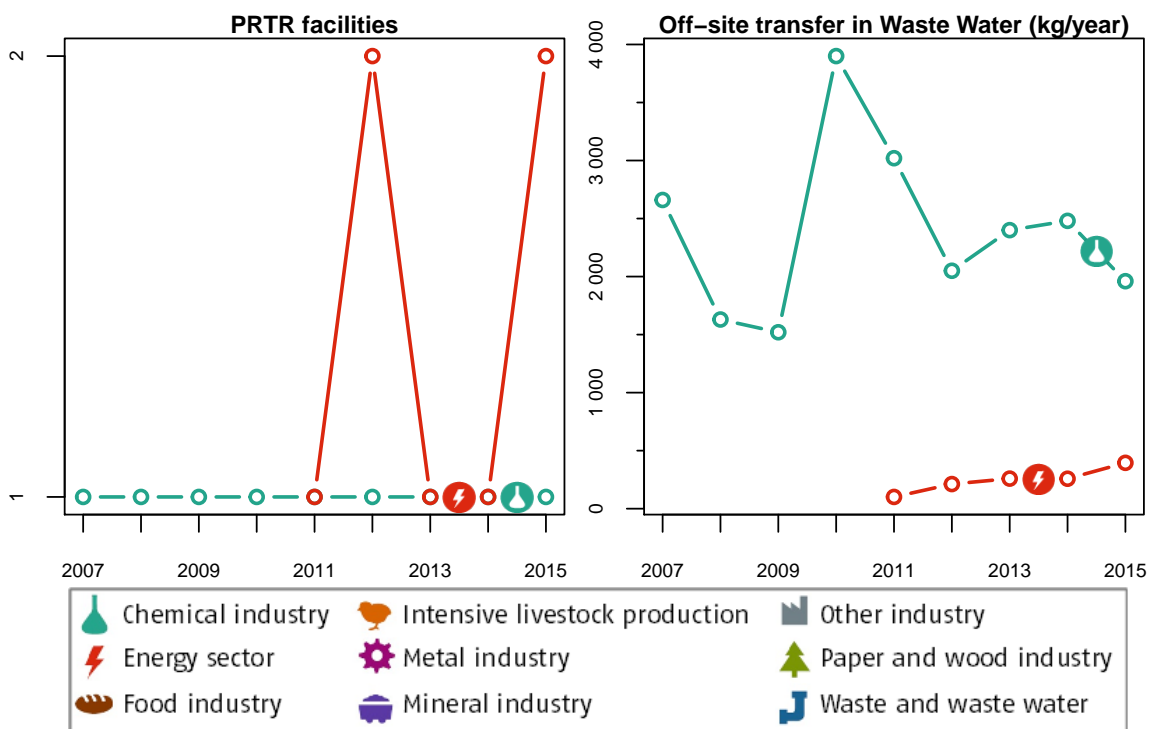 PRTR facilities
2
1
2007 2009 2011 2013 2015
Off−site transfer in Waste Water (kg/year)
4 000
3 000
2 000
1 000
0
2007 2009 2011 2013 2015
Chemical industry Intensive livestock production Other industry
Energy sector Metal industry Paper and wood industry
Food industry Mineral industry Waste and waste water